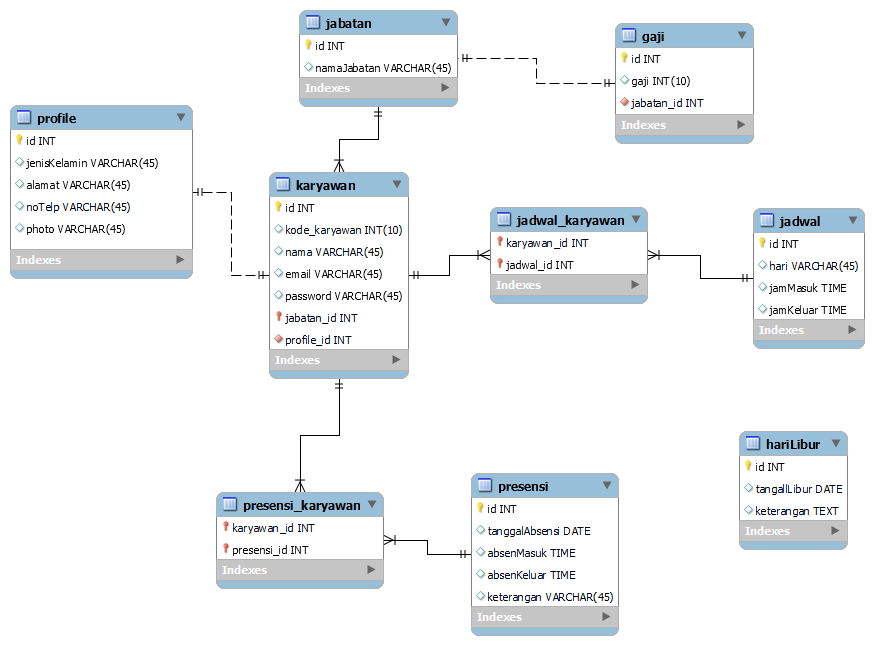 jabatan
id INT
namaJabatan VARCHAR(45)
Indexes
gaji
id INT
gaji INT(10)
jabatan_id INT
Indexes
profile
id INT
jenisKelamin VARCHAR(45)
alamat VARCHAR(45)
noTelp VARCHAR(45)
photo VARCHAR(45)
Indexes
karyawan
id INT
kode_karyawan INT(10)
nama VARCHAR(45)
email VARCHAR(45)
password VARCHAR(45)
jabatan_id INT
profile_id INT
Indexes
jadwal_karyawan
karyawan_id INT
jadwal_id INT
Indexes
jadwal
id INT
hari VARCHAR(45)
jamMasuk TIME
jamKeluar TIME
Indexes
hariLibur
id INT
tangallLibur DATE
keterangan TEXT
Indexes
presensi_karyawan
karyawan_id INT
presensi_id INT
Indexes
presensi
id INT
tanggalAbsensi DATE
absenMasuk TIME
absenKeluar TIME
keterangan VARCHAR(45)
Indexes